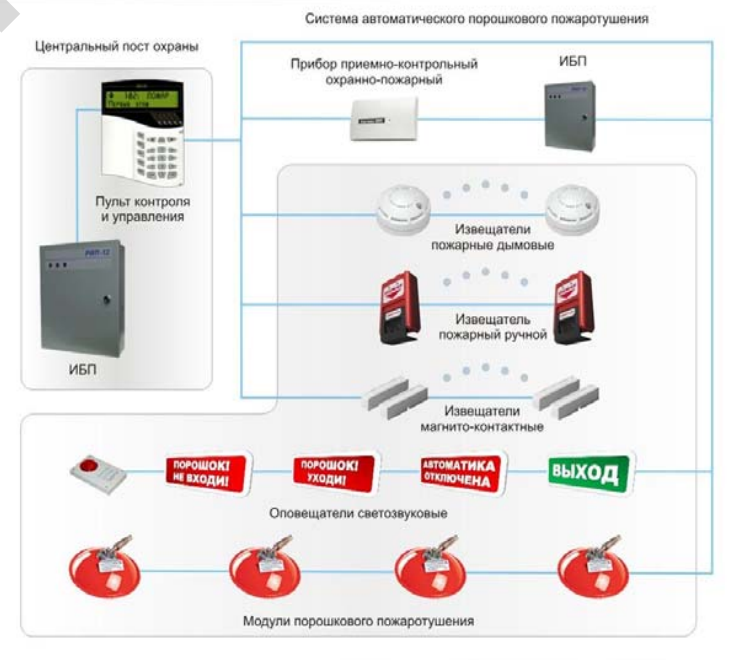 Система автоматического порошкового пожаротушения
Центральный пост охраны
Прибор приемно-контрольный
охранно-пожарный
ИБП
Пульт контроля
и управления
РИП-12
ИБП
Извещатели
пожарные дымовые
Извещатель
пожарный ручной
Извещатели
магнито-контактные
ПОРОШОК!
НЕ ВХОДИ!
ПОРОШОК!
УХОДИ!
АВТОМАТИКА
ОТКЛЮЧЕНА
ВЫХОД
Оповещатели светозвуковые
Модули порошкового пожаротушения